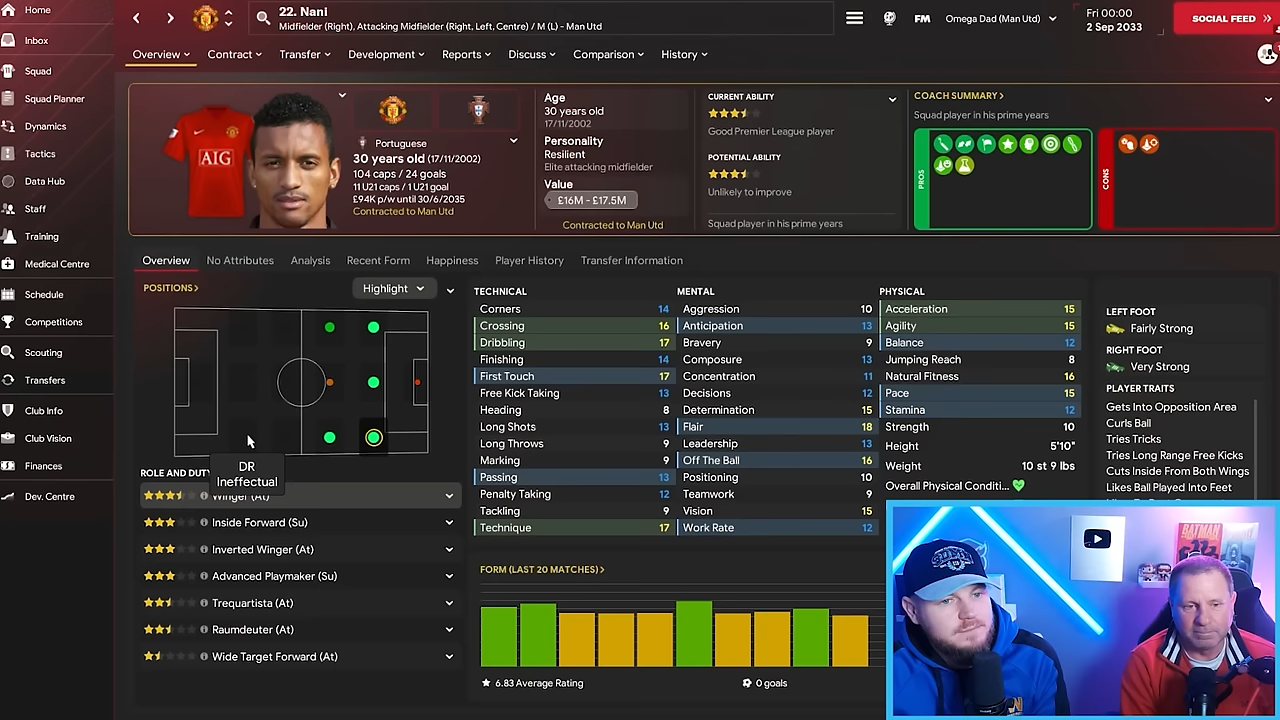 Home
Inbox
Squad
Squad Planner
Dynamics
Tactics
Data Hub
Staff
Training
Medical Centre
Schedule
Competitions
Scouting
Transfers
Club Info
Club Vision
Finances
Dev. Centre
22. Nani
Midfielder (Right), Attacking Midfielder (Right, Left, Centre) / M (L) - Man Utd
FM
Omega Dad (Man Utd)
Fri 00:00
2 Sep 2033
SOCIAL FEED
Overview
Contract
Transfer
Development
Reports
Discuss
Comparison
History
AIG
Portuguese
30 years old (17/11/2002)
104 caps / 24 goals
11 U21 caps / 1 U21 goal
£94K p/w until 30/6/2035
Contracted to Man Utd
Age
30 years old
17/11/2002
Personality
Resilient
Elite attacking midfielder
Value
£16M - £17.5M
Contracted to Man Utd
CURRENT ABILITY
Good Premier League player
POTENTIAL ABILITY
Unlikely to improve
Squad player in his prime years
COACH SUMMARY >
Squad player in his prime years
PROS
CONS
Overview
No Attributes
Analysis
Recent Form
Happiness
Player History
Transfer Information
POSITIONS >
Highlight
DR
Ineffectual
ROLE AND DUTY
Winger (At)
Inside Forward (Su)
Inverted Winger (At)
Advanced Playmaker (Su)
Trequartista (At)
Raumdeuter (At)
Wide Target Forward (At)
TECHNICAL
Corners 14
Crossing 16
Dribbling 17
Finishing 14
First Touch 17
Free Kick Taking 13
Heading 8
Long Shots 13
Long Throws 9
Marking 9
Passing 13
Penalty Taking 12
Tackling 9
Technique 17
MENTAL
Aggression 10
Anticipation 13
Bravery 9
Composure 13
Concentration 11
Decisions 12
Determination 15
Flair 18
Leadership 13
Off The Ball 16
Positioning 10
Teamwork 9
Vision 15
Work Rate 12
PHYSICAL
Acceleration 15
Agility 15
Balance 12
Jumping Reach 8
Natural Fitness 16
Pace 15
Stamina 12
Strength 10
Height 5'10"
Weight 10 st 9 lbs
Overall Physical Conditi...
LEFT FOOT
Fairly Strong
RIGHT FOOT
Very Strong
PLAYER TRAITS
Gets Into Opposition Area
Curls Ball
Tries Tricks
Tries Long Range Free Kicks
Cuts Inside From Both Wings
Likes Ball Played Into Feet
FORM (LAST 20 MATCHES) >
6.83 Average Rating
0 goals
BATMAN